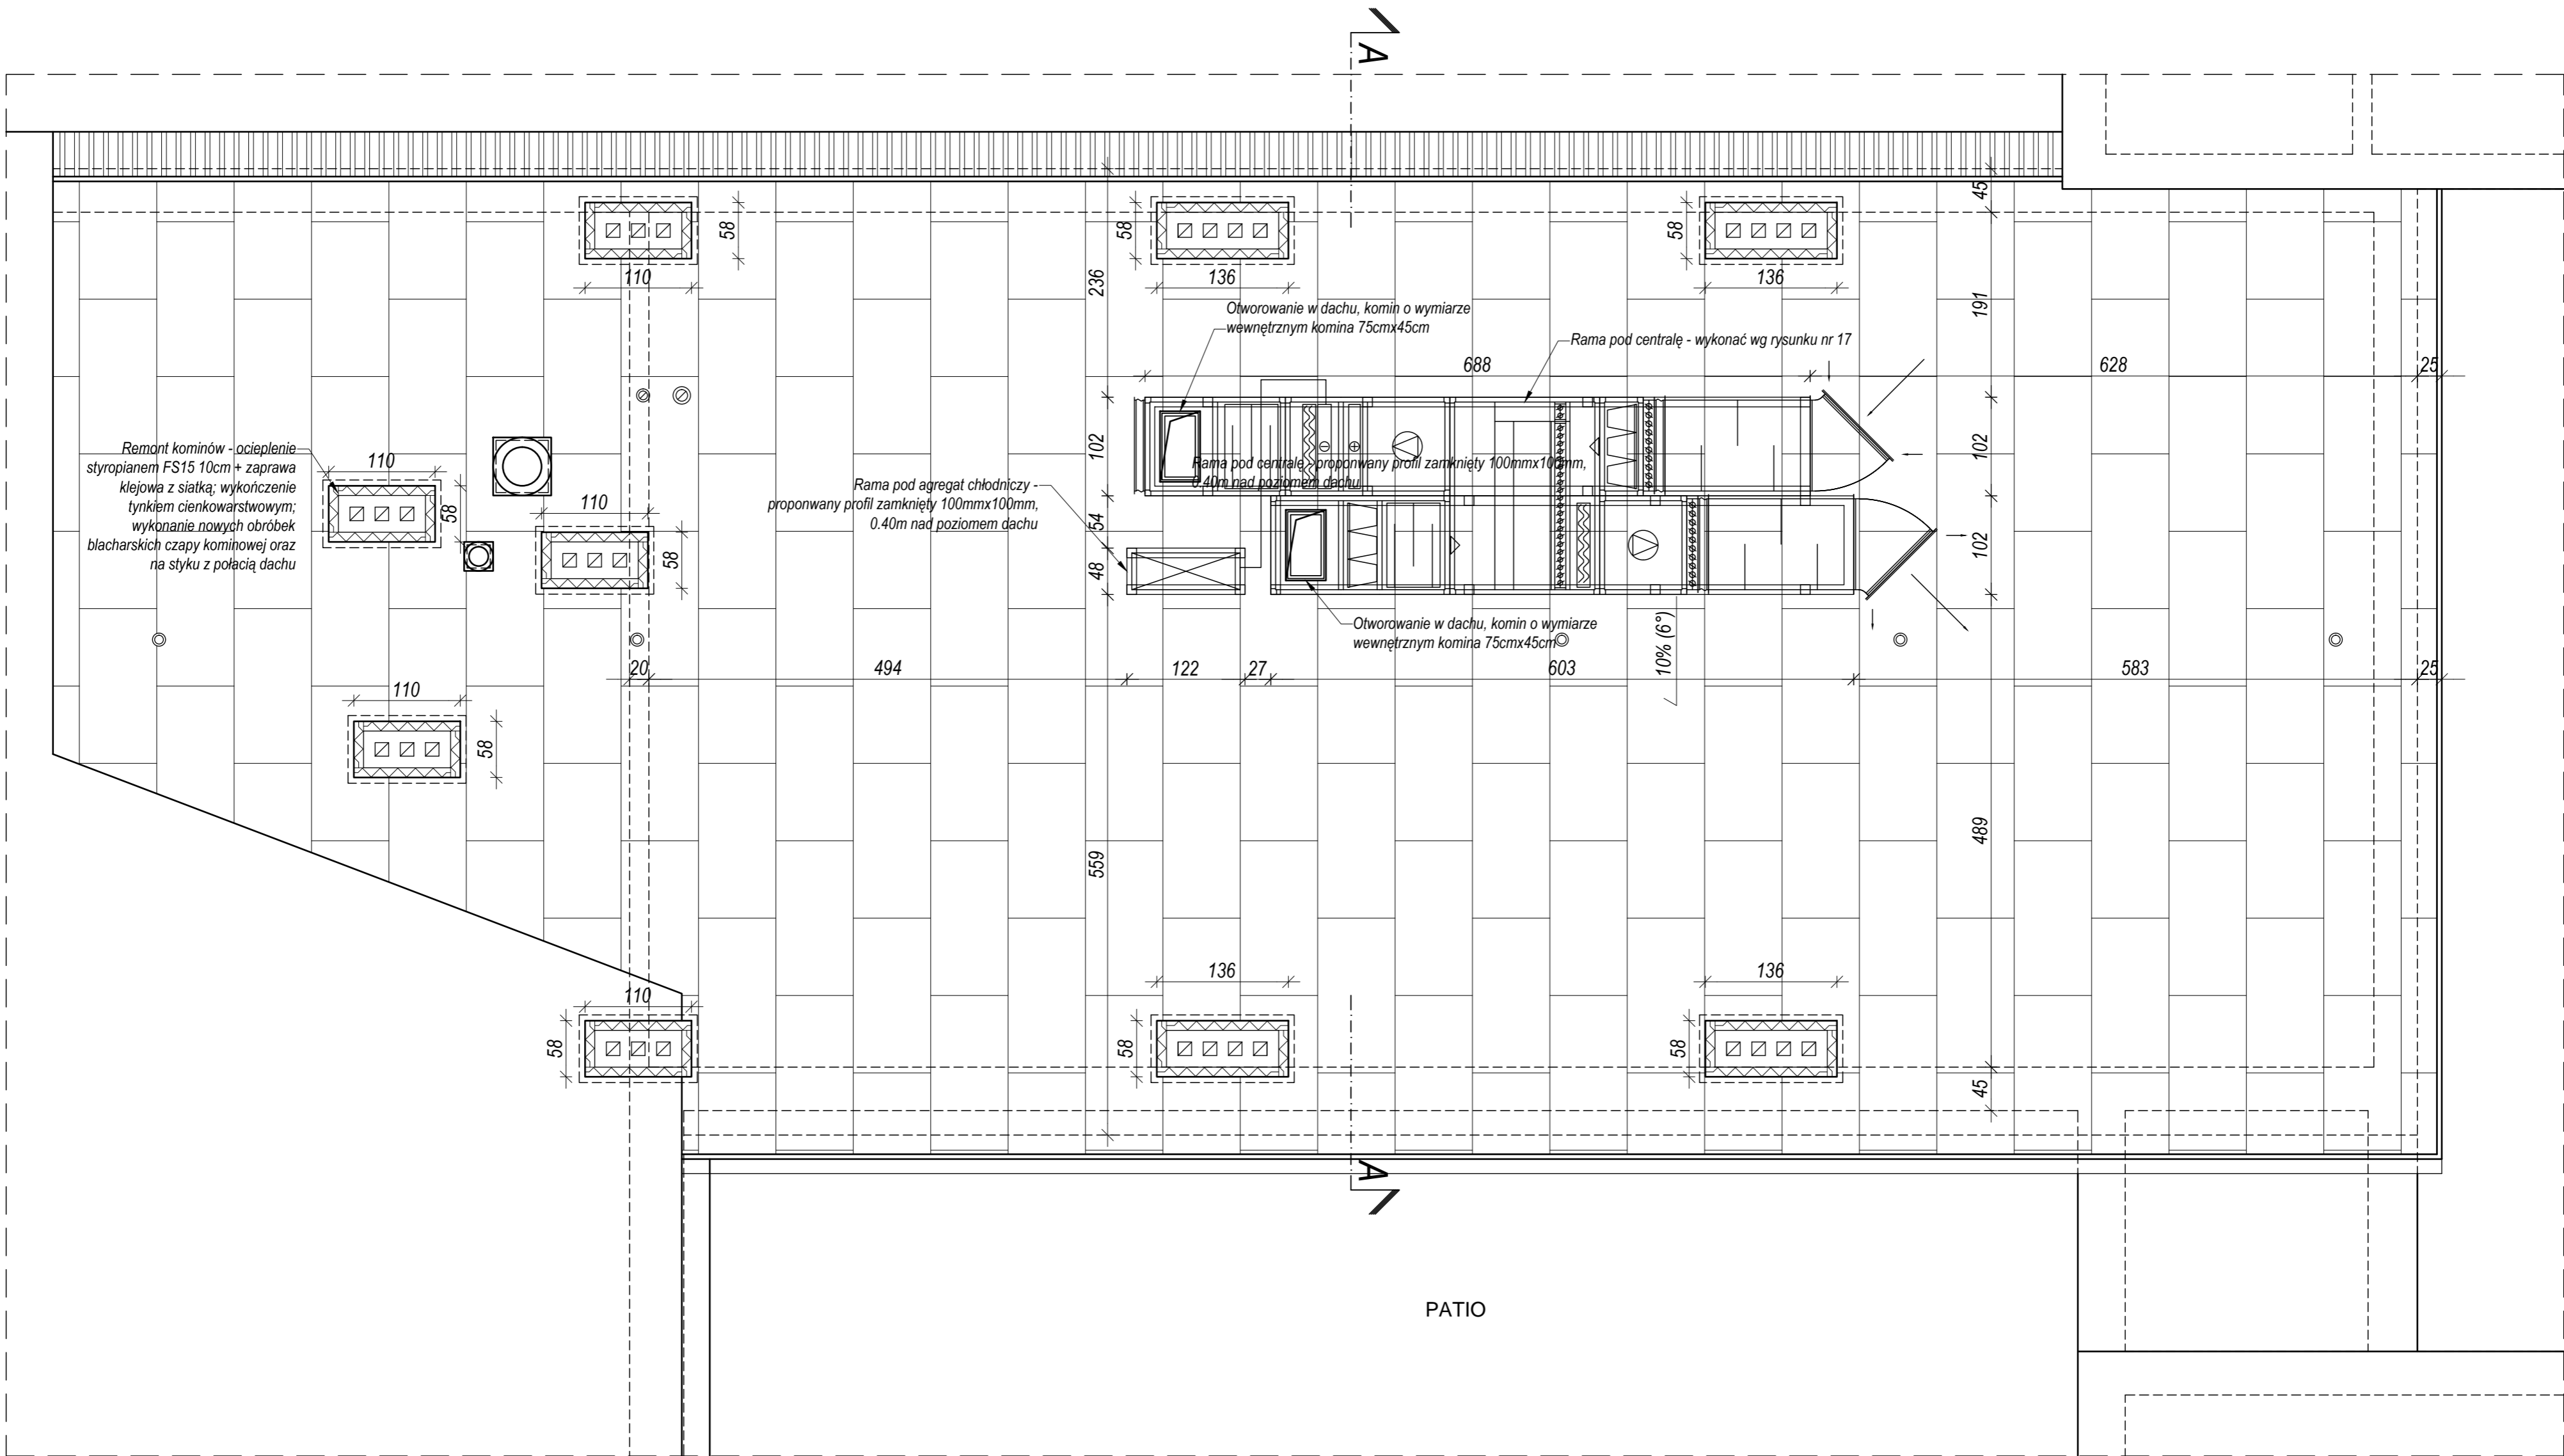 A
45
58
58
58
110
136
136
236
191
Otworowanie w dachu, komin o wymiarze
wewnętrznym komina 75cmx45cm
Rama pod centralę - wykonać wg rysunku nr 17
688
628
25
Remont kominów - ocieplenie
styropianem FS15 10cm + zaprawa
klejowa z siatką; wykończenie
tynkiem cienkowarstwowym;
wykonanie nowych obróbek
blacharskich czapy kominowej oraz
na styku z połacią dachu
110
58
110
58
102
102
Rama pod centralę - proponwany profil zamknięty 100mmx100mm,
0.40m nad poziomem dachu
Rama pod agregat chłodniczy -
proponwany profil zamknięty 100mmx100mm,
0.40m nad poziomem dachu
54
48
102
Otworowanie w dachu, komin o wymiarze
wewnętrznym komina 75cmx45cm
10% (6°)
20
494
122
27
603
583
25
110
58
559
489
110
136
136
58
58
58
45
A
PATIO